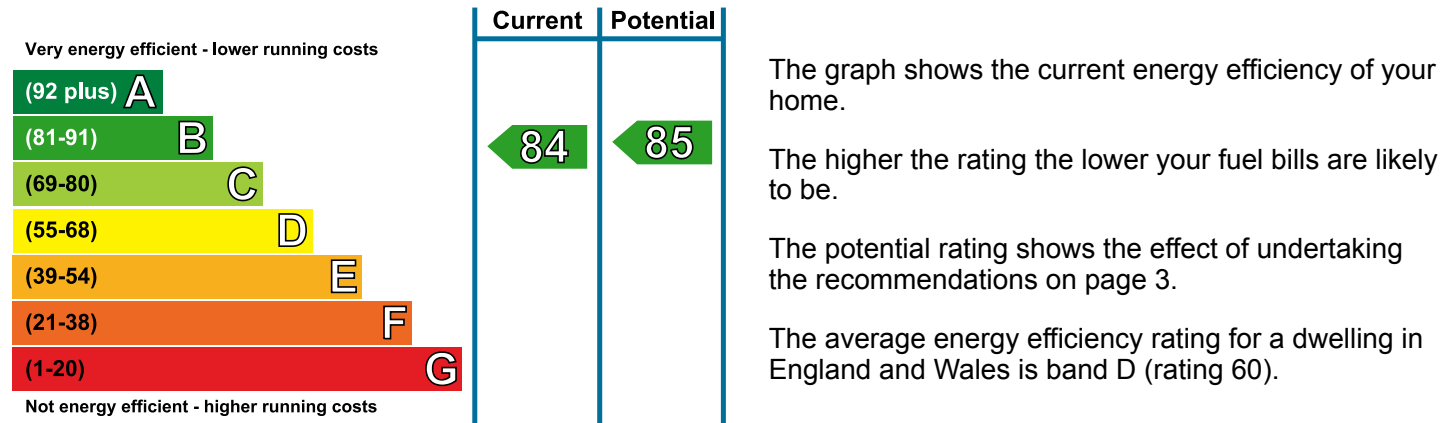 Current Potential
Very energy efficient - lower running costs
(92 plus) A
(81-91) B
84 85
(69-80) C
(55-68) D
(39-54) E
(21-38) F
(1-20) G
Not energy efficient - higher running costs
The graph shows the current energy efficiency of your
home.
The higher the rating the lower your fuel bills are likely
to be.
The potential rating shows the effect of undertaking
the recommendations on page 3.
The average energy efficiency rating for a dwelling in
England and Wales is band D (rating 60).